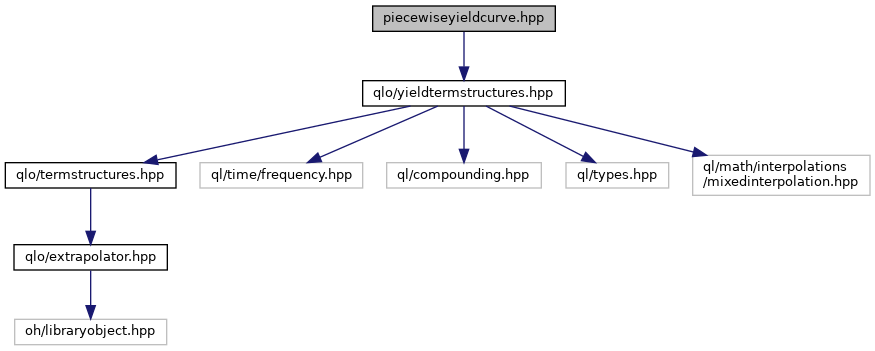 piecewiseyieldcurve.hpp
qlo/yieldtermstructures.hpp
qlo/termstructures.hpp
ql/time/frequency.hpp
ql/compounding.hpp
ql/types.hpp
ql/math/interpolations
/mixedinterpolation.hpp
qlo/extrapolator.hpp
oh/libraryobject.hpp